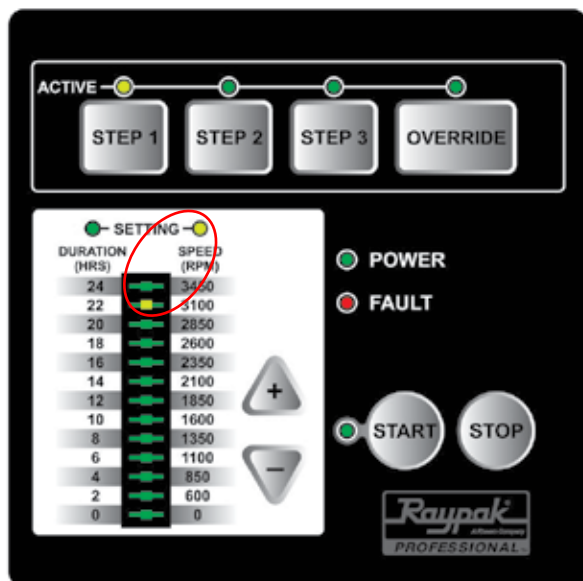 ACTIVE
STEP 1 STEP 2 STEP 3 OVERRIDE
SETTING
DURATION (HRS) SPEED (RPM)
24 3450
22 3100
20 2850
18 2600
16 2350
14 2100
12 1850
10 1600
8 1350
6 1100
4 850
2 600
0 0
POWER
FAULT
+
−
START STOP
Raypak
PROFESSIONAL